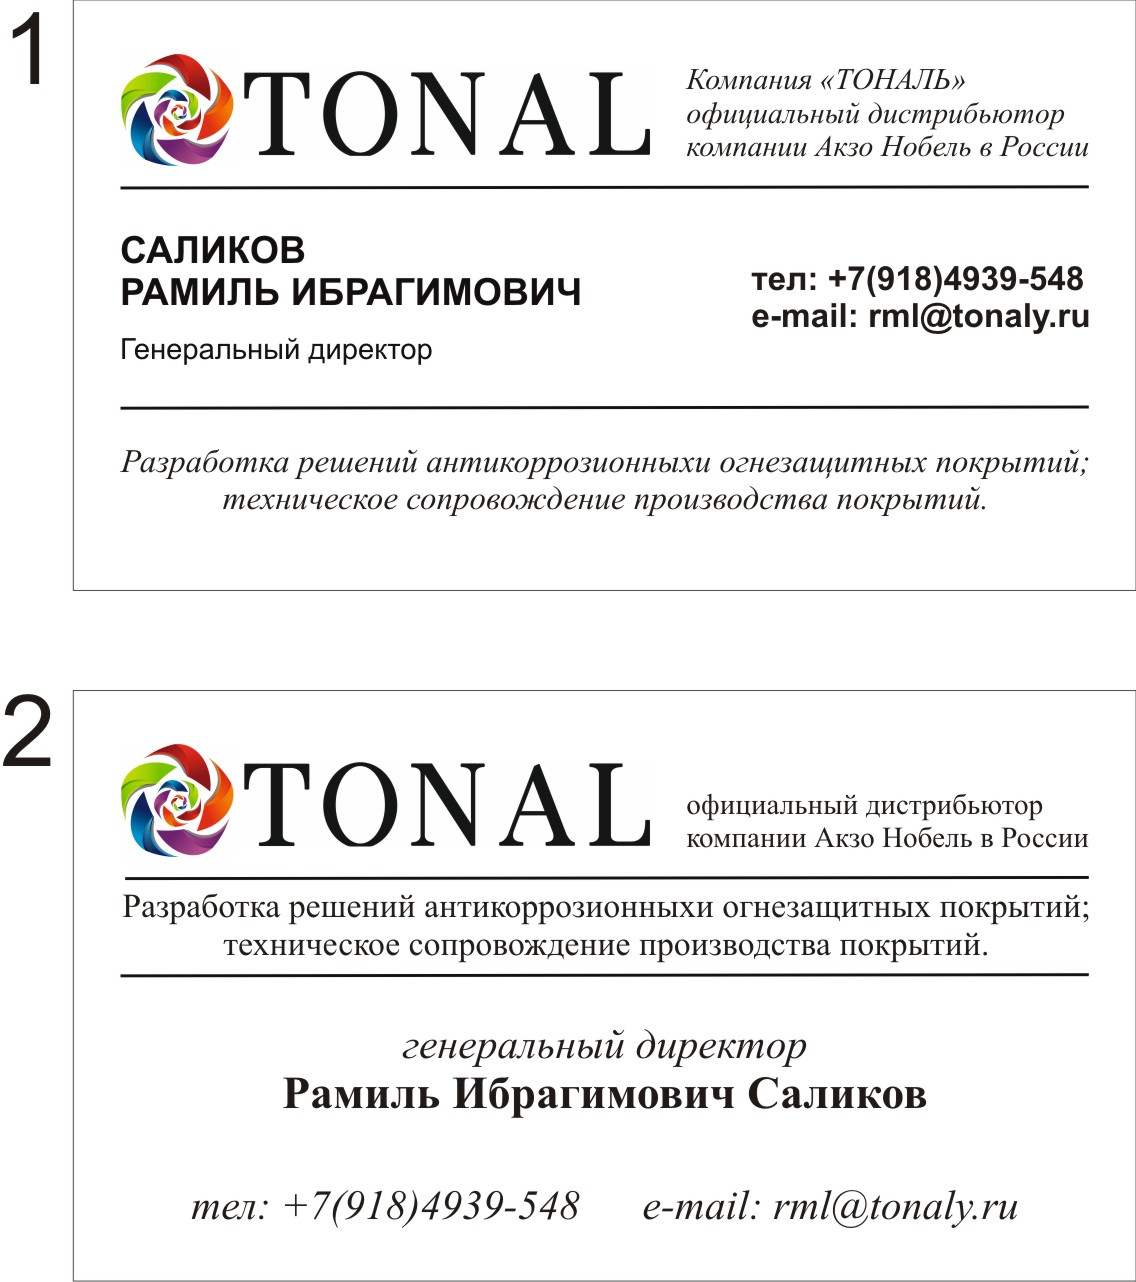 1
TONAL
Компания «ТОНАЛЬ»
официальный дистрибьютор
компании Акзо Нобель в России
САЛИКОВ
РАМИЛЬ ИБРАГИМОВИЧ
Генеральный директор
тел: +7(918)4939-548
e-mail: rml@tonaly.ru
Разработка решений антикоррозионныхи огнезащитных покрытий;
техническое сопровождение производства покрытий.
2
TONAL
официальный дистрибьютор
компании Акзо Нобель в России
Разработка решений антикоррозионныхи огнезащитных покрытий;
техническое сопровождение производства покрытий.
генеральный директор
Рамиль Ибрагимович Саликов
тел: +7(918)4939-548 e-mail: rml@tonaly.ru